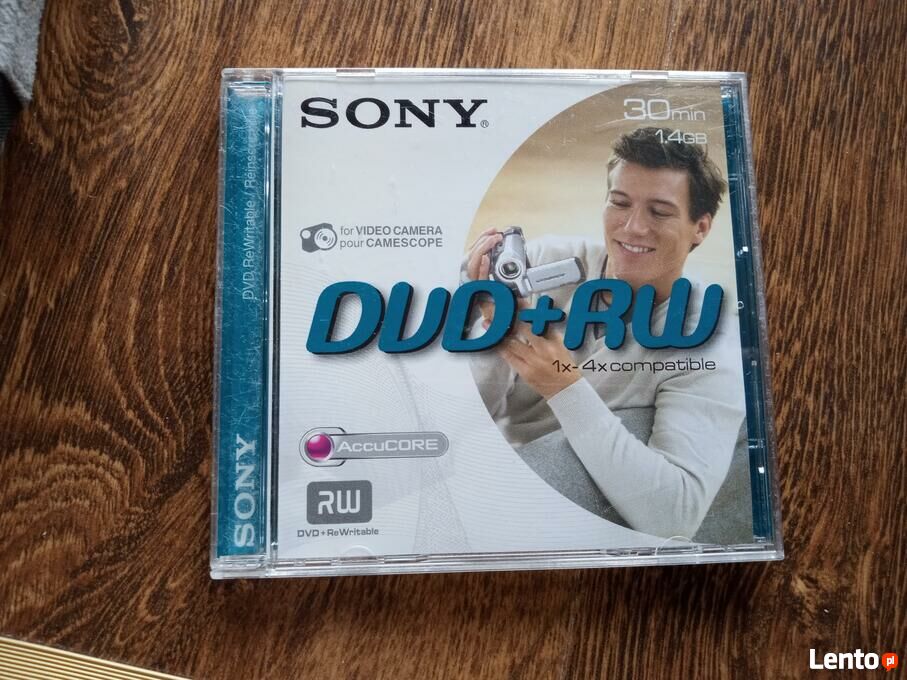 SONY®
30min
1.4GB
for VIDEO CAMERA
pour CAMESCOPE
DVD+RW
1x-4x compatible
AccuCORE
RW
DVD+ReWritable
SONY
DVD ReWritable / Réinscriptible
Lento pl